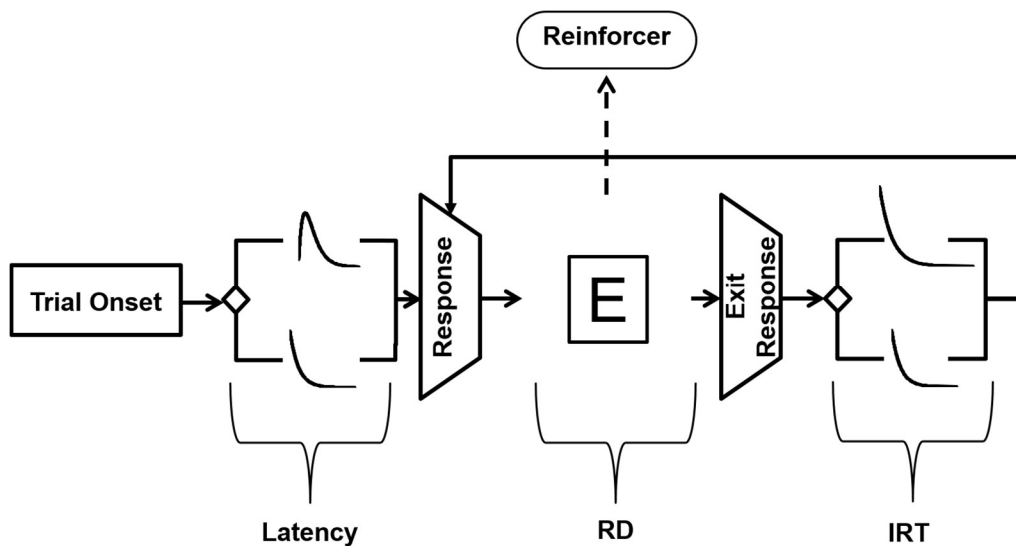 Reinforcer
Trial Onset
Response
E
Exit
Response
Latency
RD
IRT